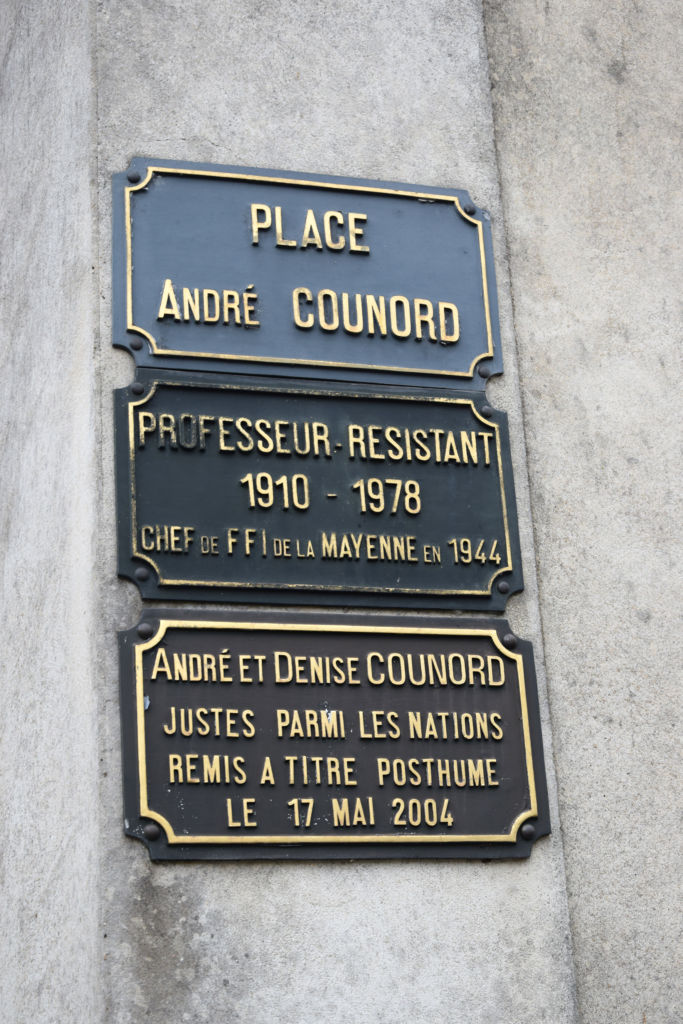 PLACE
ANDRÉ COUNORD
PROFESSEUR-RESISTANT
1910 - 1978
CHEF DE FFI DE LA MAYENNE EN 1944
ANDRÉ ET DENISE COUNORD
JUSTES PARMI LES NATIONS
REMIS A TITRE POSTHUME
LE 17 MAI 2004